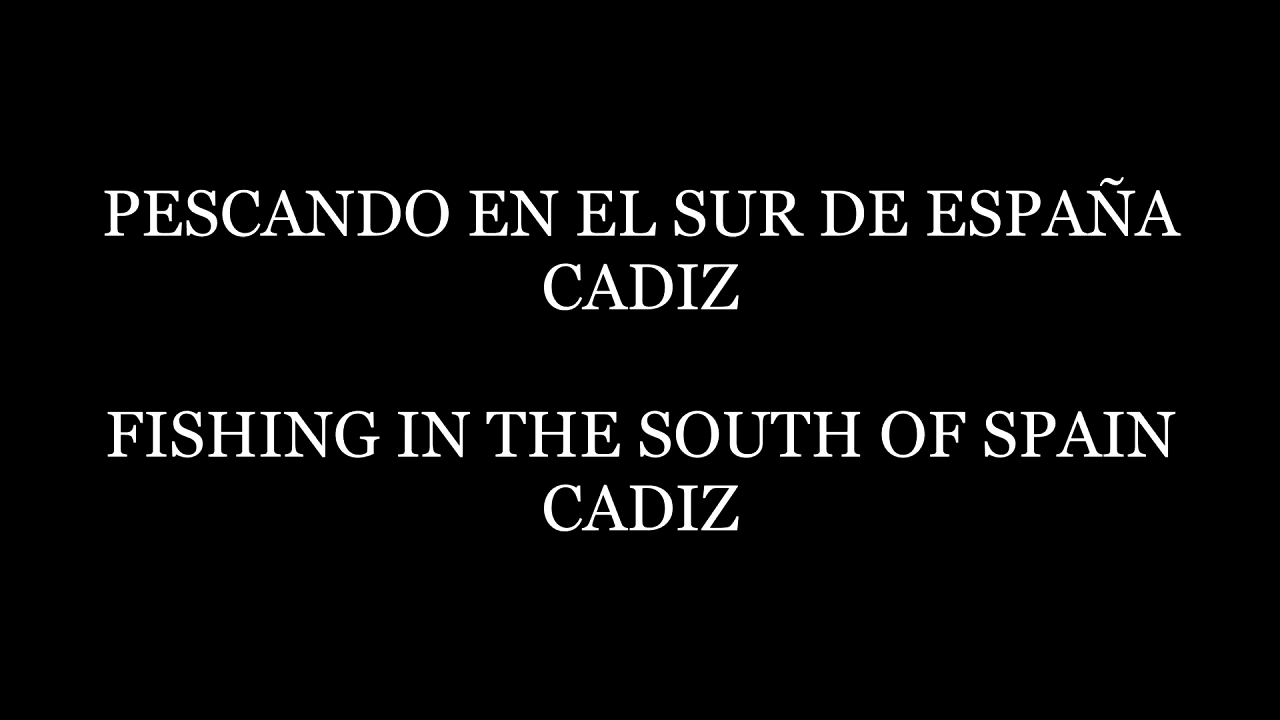 PESCANDO EN EL SUR DE ESPAÑA
CADIZ
FISHING IN THE SOUTH OF SPAIN
CADIZ